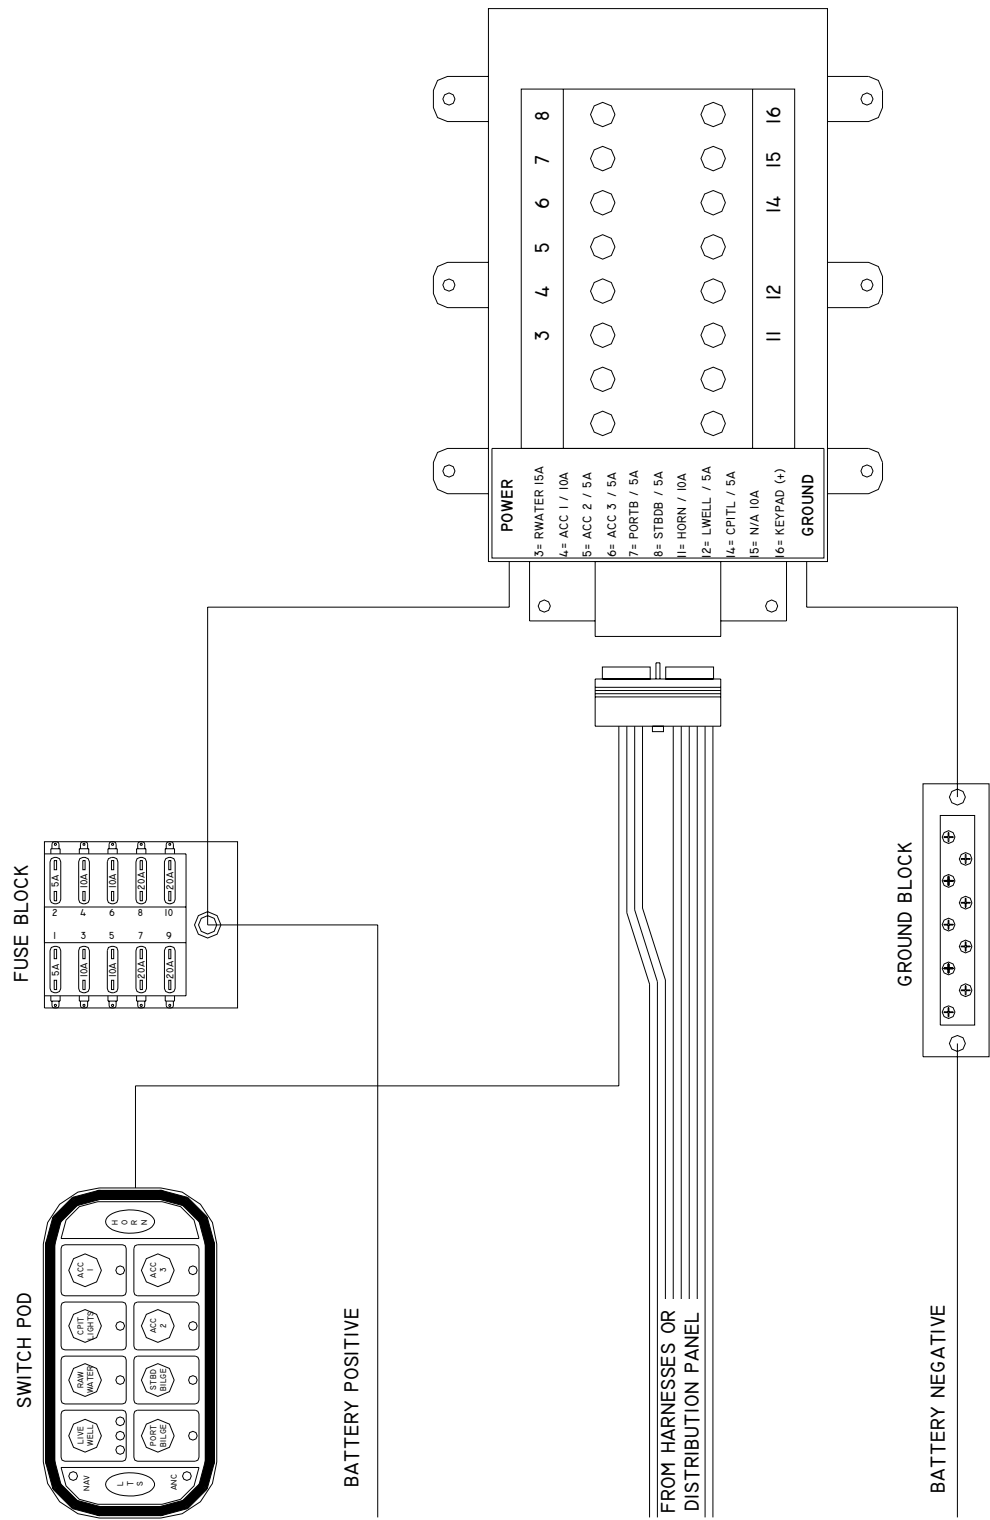 8
7
6
5
4
3
16
15
14
12
11
POWER
3= RWATER 15A
4= ACC 1 / 10A
5= ACC 2 / 5A
6= ACC 3 / 5A
7= PORTB / 5A
8= STBDB / 5A
11= HORN / 10A
12= LWELL / 5A
14= CPITL / 5A
15= N/A 10A
16= KEYPAD (+)
GROUND
FUSE BLOCK
5A
10A
10A
20A
20A
2 4 6 8 10
1 3 5 7 9
5A
10A
10A
20A
20A
GROUND BLOCK
SWITCH POD
HORN
ACC
1
ACC
3
CPIT
LIGHTS
ACC
2
RAW
WATER
STBD
BILGE
LIVE
WELL
PORT
BILGE
NAV
LTS
ANC
BATTERY POSITIVE
FROM HARNESSES OR
DISTRIBUTION PANEL
BATTERY NEGATIVE